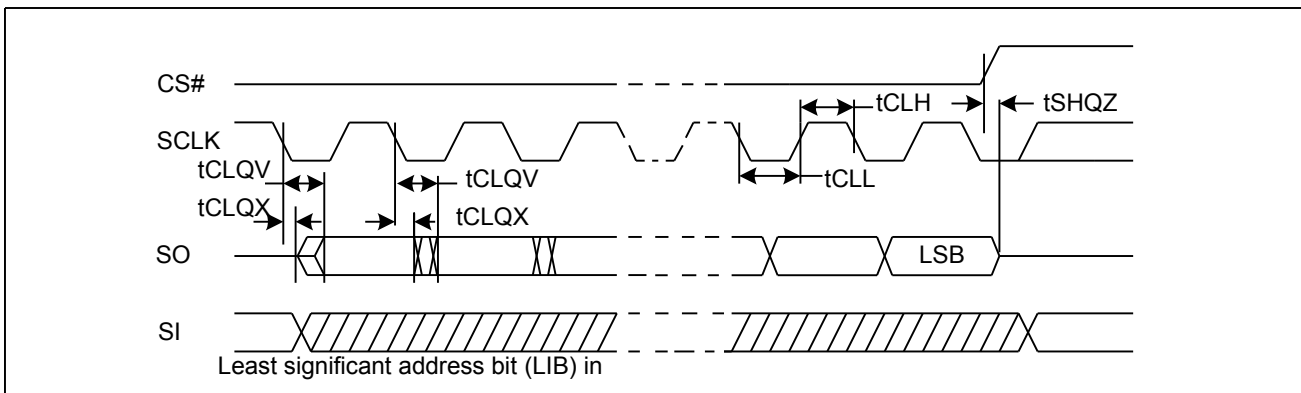 CS#
tCLH
tSHQZ
SCLK
tCLQV
tCLQV
tCLL
tCLQX
tCLQX
SO
LSB
SI
Least significant address bit (LIB) in